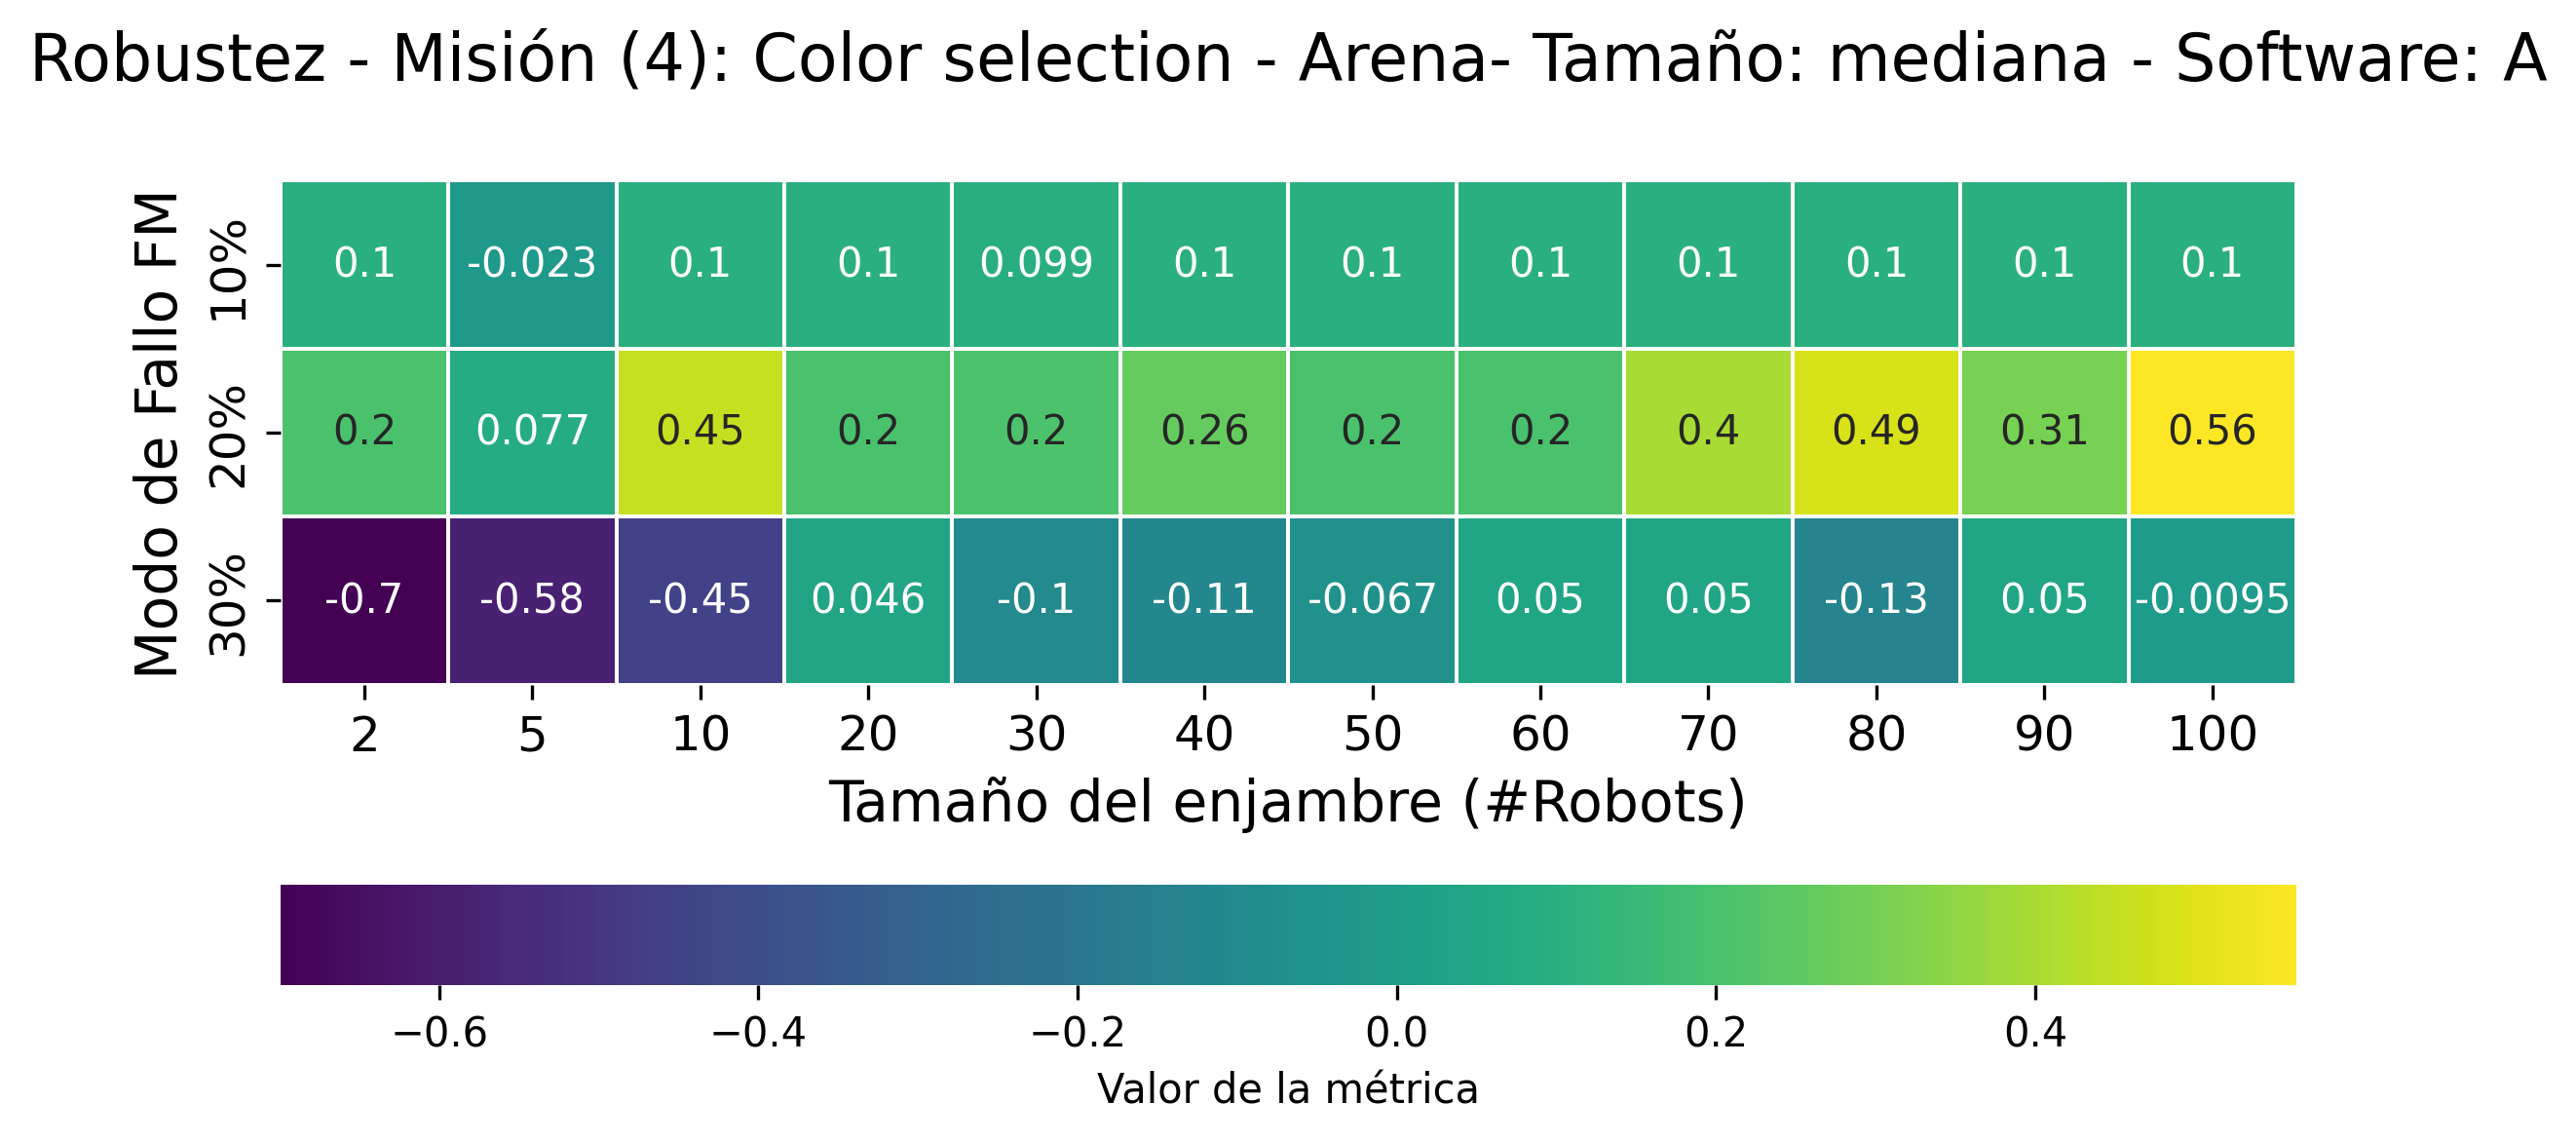 Robustez - Misión (4): Color selection - Arena- Tamaño: mediana - Software: A
Modo de Fallo FM
10% 0.1 -0.023 0.1 0.1 0.099 0.1 0.1 0.1 0.1 0.1 0.1 0.1
20% 0.2 0.077 0.45 0.2 0.2 0.26 0.2 0.2 0.4 0.49 0.31 0.56
30% -0.7 -0.58 -0.45 0.046 -0.1 -0.11 -0.067 0.05 0.05 -0.13 0.05 -0.0095
2 5 10 20 30 40 50 60 70 80 90 100
Tamaño del enjambre (#Robots)
−0.6 −0.4 −0.2 0.0 0.2 0.4
Valor de la métrica